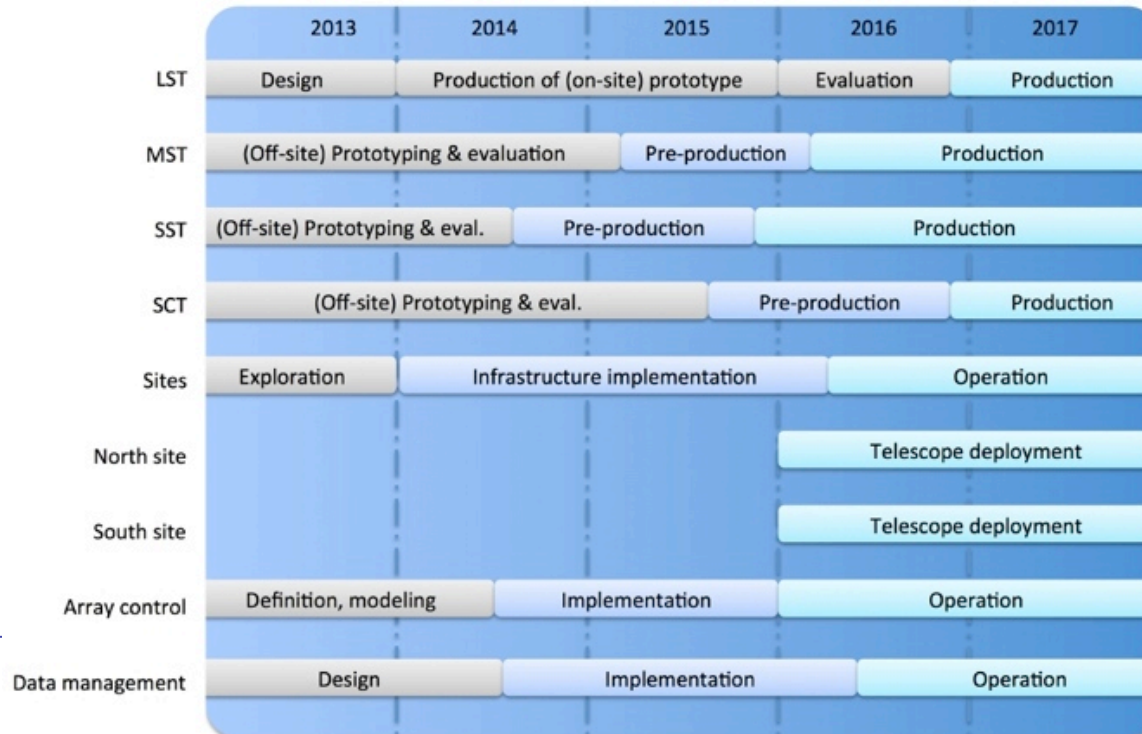 2013 2014 2015 2016 2017
LST Design Production of (on-site) prototype Evaluation Production
MST (Off-site) Prototyping & evaluation Pre-production Production
SST (Off-site) Prototyping & eval. Pre-production Production
SCT (Off-site) Prototyping & eval. Pre-production Production
Sites Exploration Infrastructure implementation Operation
North site Telescope deployment
South site Telescope deployment
Array control Definition, modeling Implementation Operation
Data management Design Implementation Operation